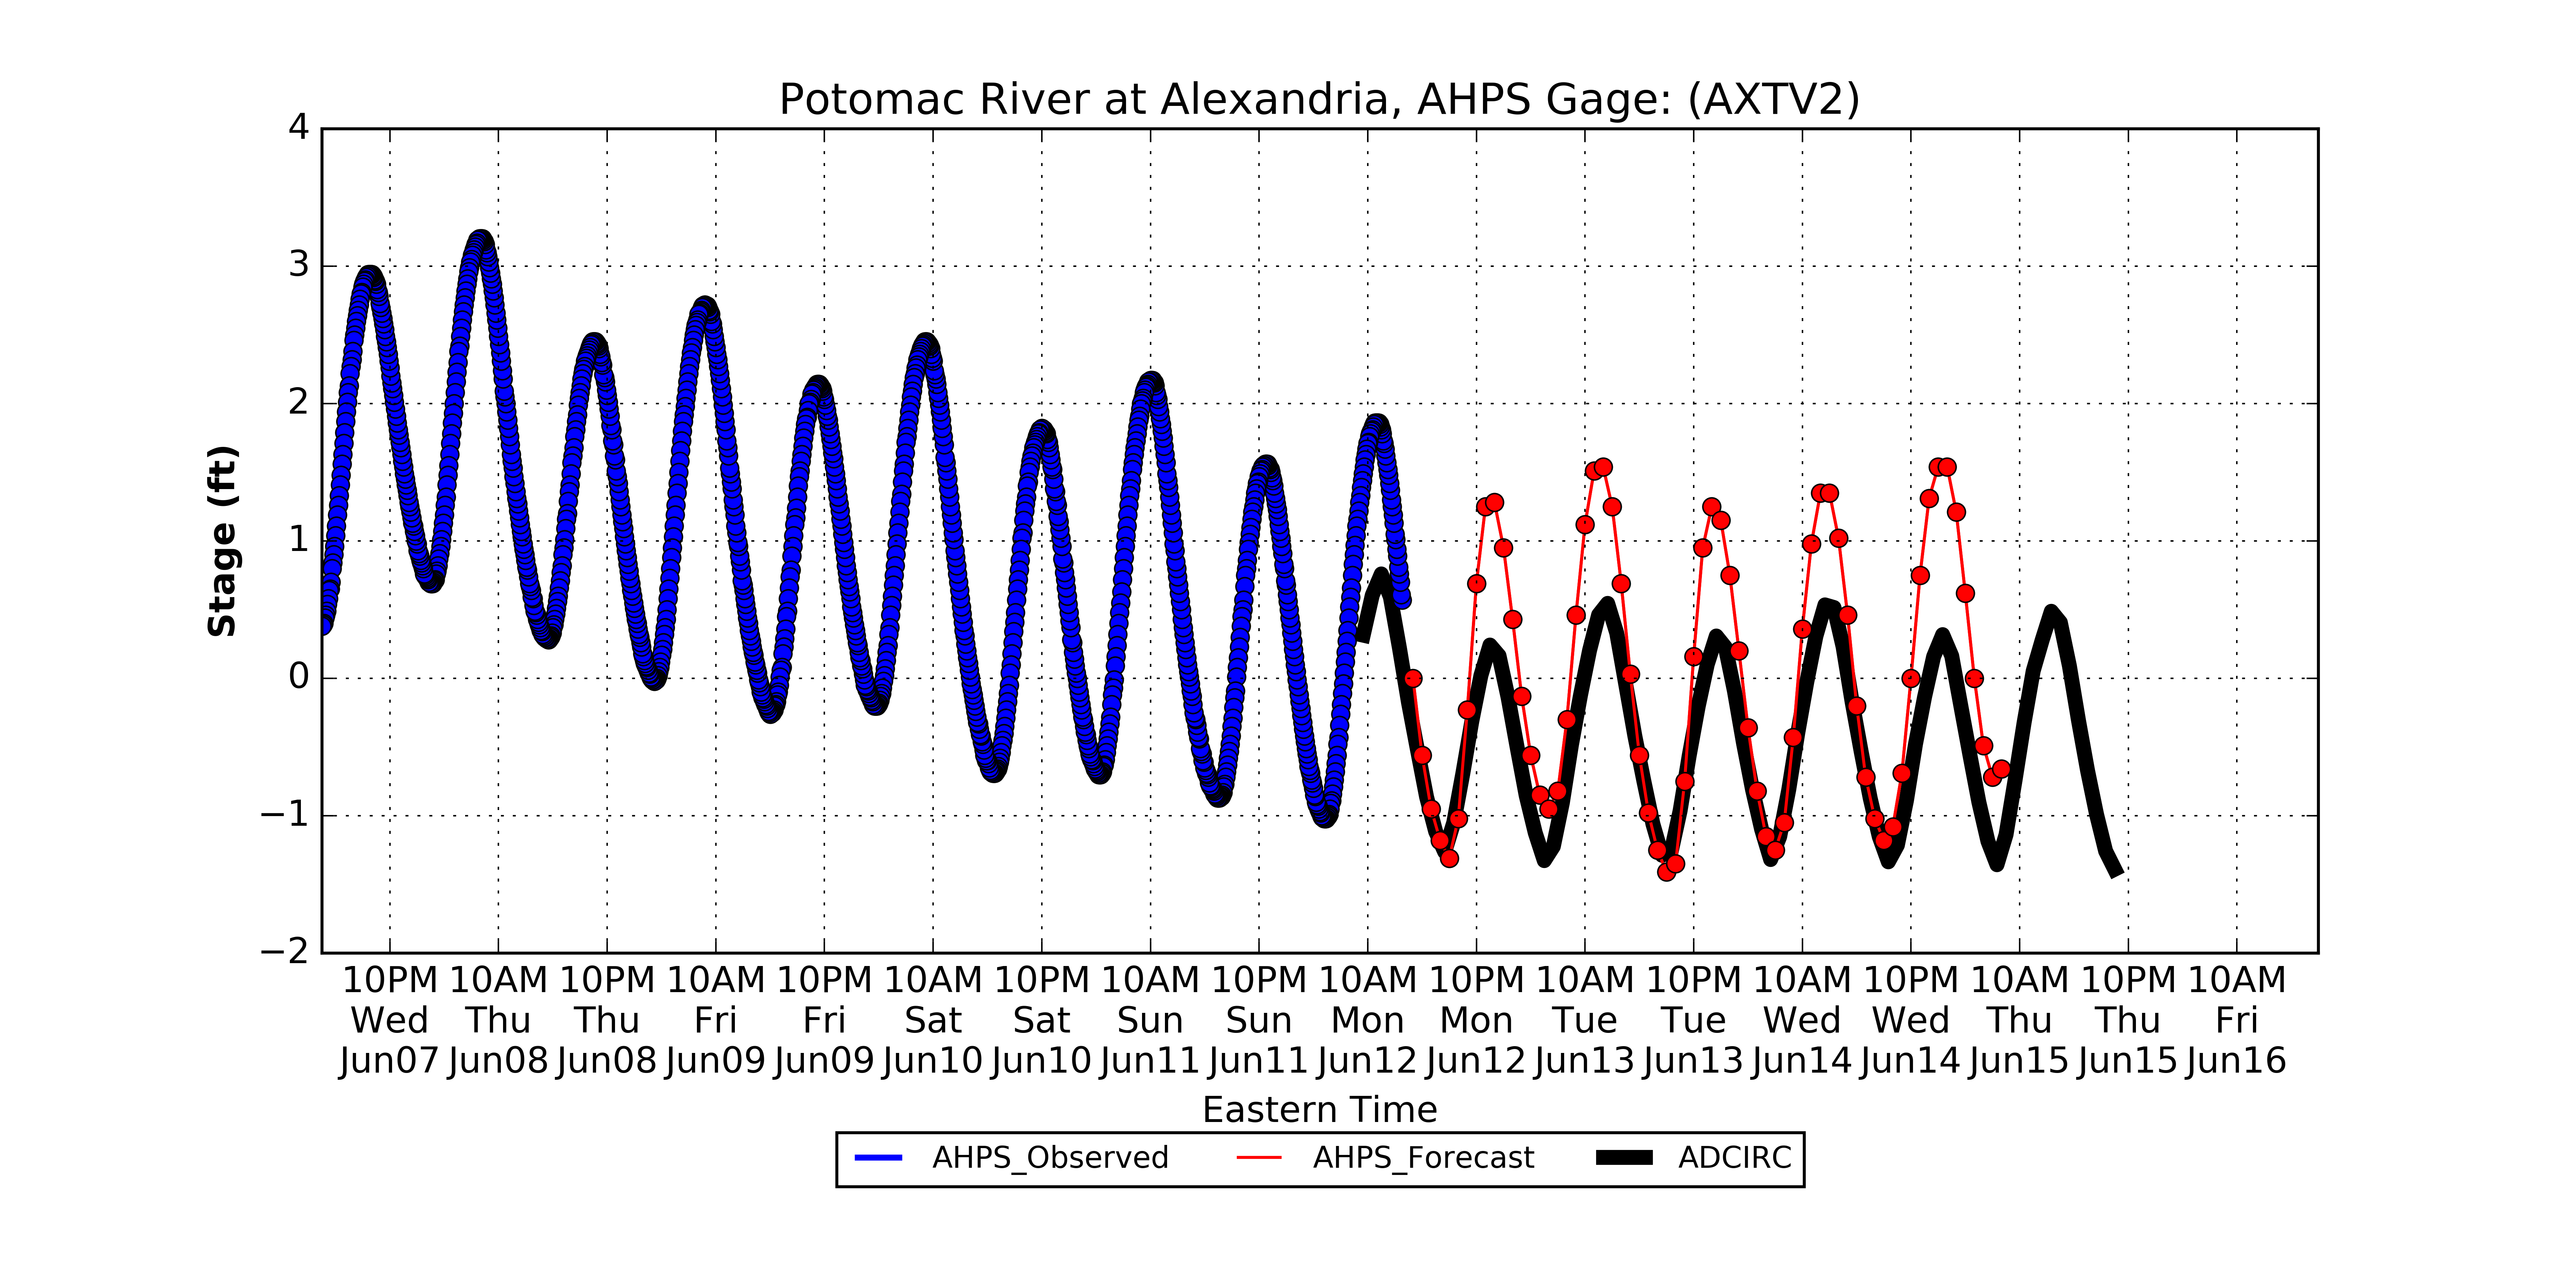 Potomac River at Alexandria, AHPS Gage: (AXTV2)
4
3
2
1
0
−1
−2
Stage (ft)
10PM 10AM 10PM 10AM 10PM 10AM 10PM 10AM 10PM 10AM 10PM 10AM 10PM 10AM 10PM 10AM 10PM 10AM
Wed Thu Thu Fri Fri Sat Sat Sun Sun Mon Mon Tue Tue Wed Wed Thu Thu Fri
Jun07 Jun08 Jun08 Jun09 Jun09 Jun10 Jun10 Jun11 Jun11 Jun12 Jun12 Jun13 Jun13 Jun14 Jun14 Jun15 Jun15 Jun16
Eastern Time
AHPS_Observed AHPS_Forecast ADCIRC